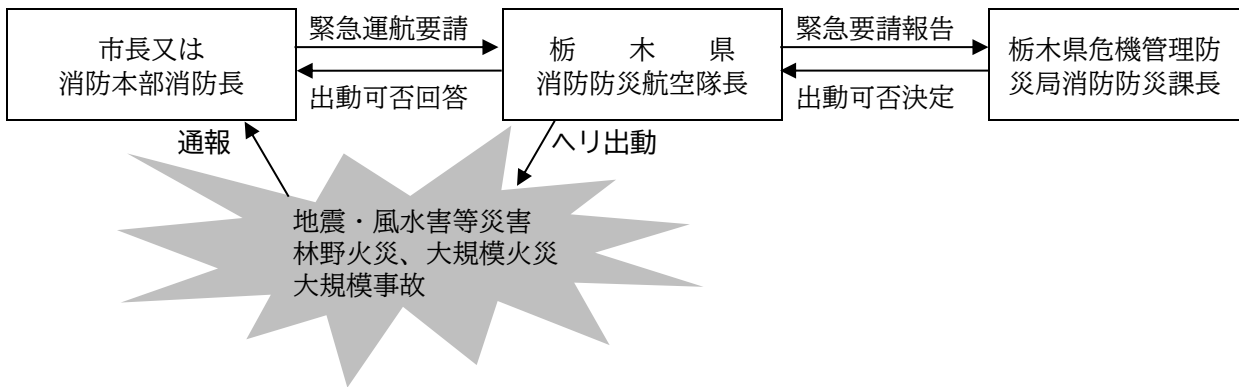 市長又は
消防本部消防長
緊急運航要請
出動可否回答
栃　木　県
消防防災航空隊長
緊急要請報告
出動可否決定
栃木県危機管理防
災局消防防災課長
通報
ヘリ出動
地震・風水害等災害
林野火災、大規模火災
大規模事故